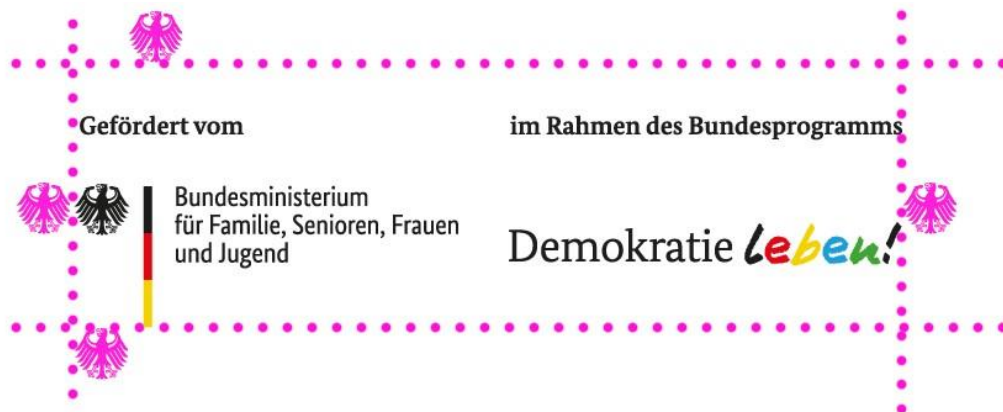 Gefördert vom
im Rahmen des Bundesprogramms
Bundesministerium
für Familie, Senioren, Frauen
und Jugend
Demokratie leben!